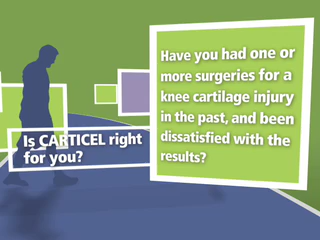 Is CARTICEL right
for you?
Have you had one or
more surgeries for a
knee cartilage injury
in the past, and been
dissatisfied with the
results?